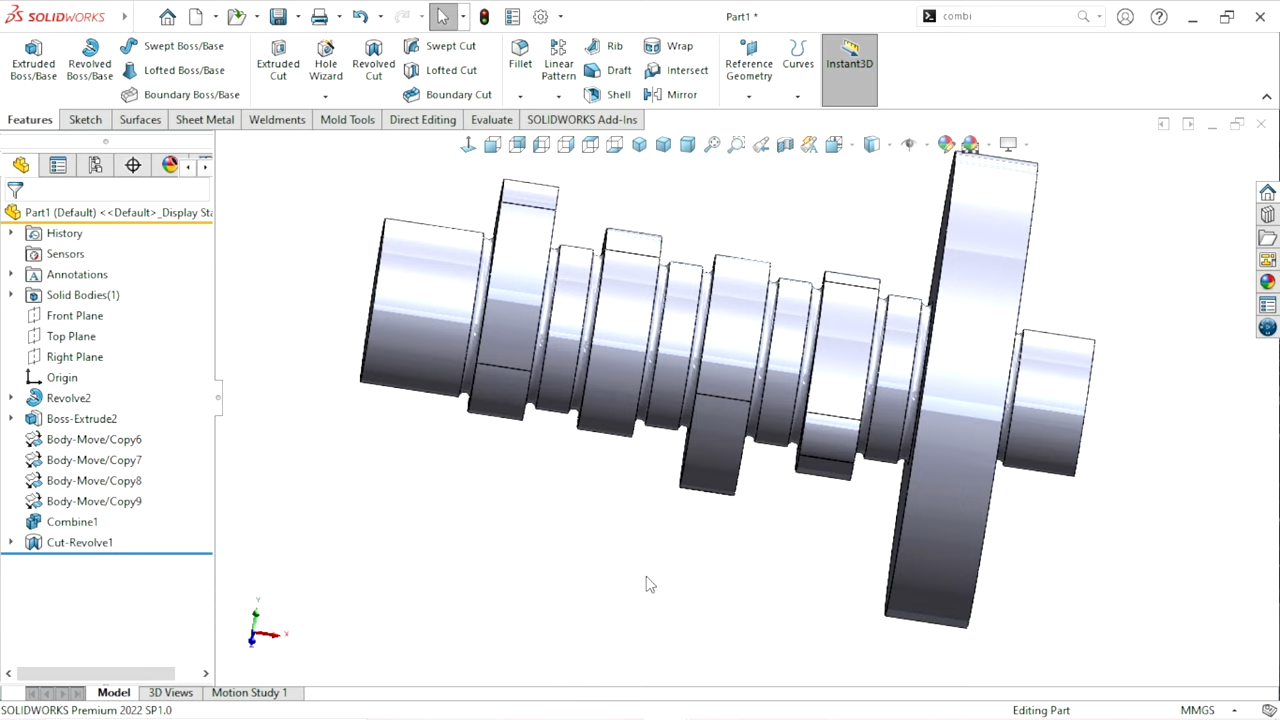 SOLIDWORKS
Part1 *
combi
Extruded Boss/Base
Revolved Boss/Base
Swept Boss/Base
Lofted Boss/Base
Boundary Boss/Base
Extruded Cut
Hole Wizard
Revolved Cut
Swept Cut
Lofted Cut
Boundary Cut
Fillet
Linear Pattern
Rib
Draft
Shell
Wrap
Intersect
Mirror
Reference Geometry
Curves
Instant3D
Features Sketch Surfaces Sheet Metal Weldments Mold Tools Direct Editing Evaluate SOLIDWORKS Add-Ins
Part1 (Default) <<Default>_Display Sta
History
Sensors
Annotations
Solid Bodies(1)
Front Plane
Top Plane
Right Plane
Origin
Revolve2
Boss-Extrude2
Body-Move/Copy6
Body-Move/Copy7
Body-Move/Copy8
Body-Move/Copy9
Combine1
Cut-Revolve1
Y
X
Model 3D Views Motion Study 1
SOLIDWORKS Premium 2022 SP1.0 Editing Part MMGS